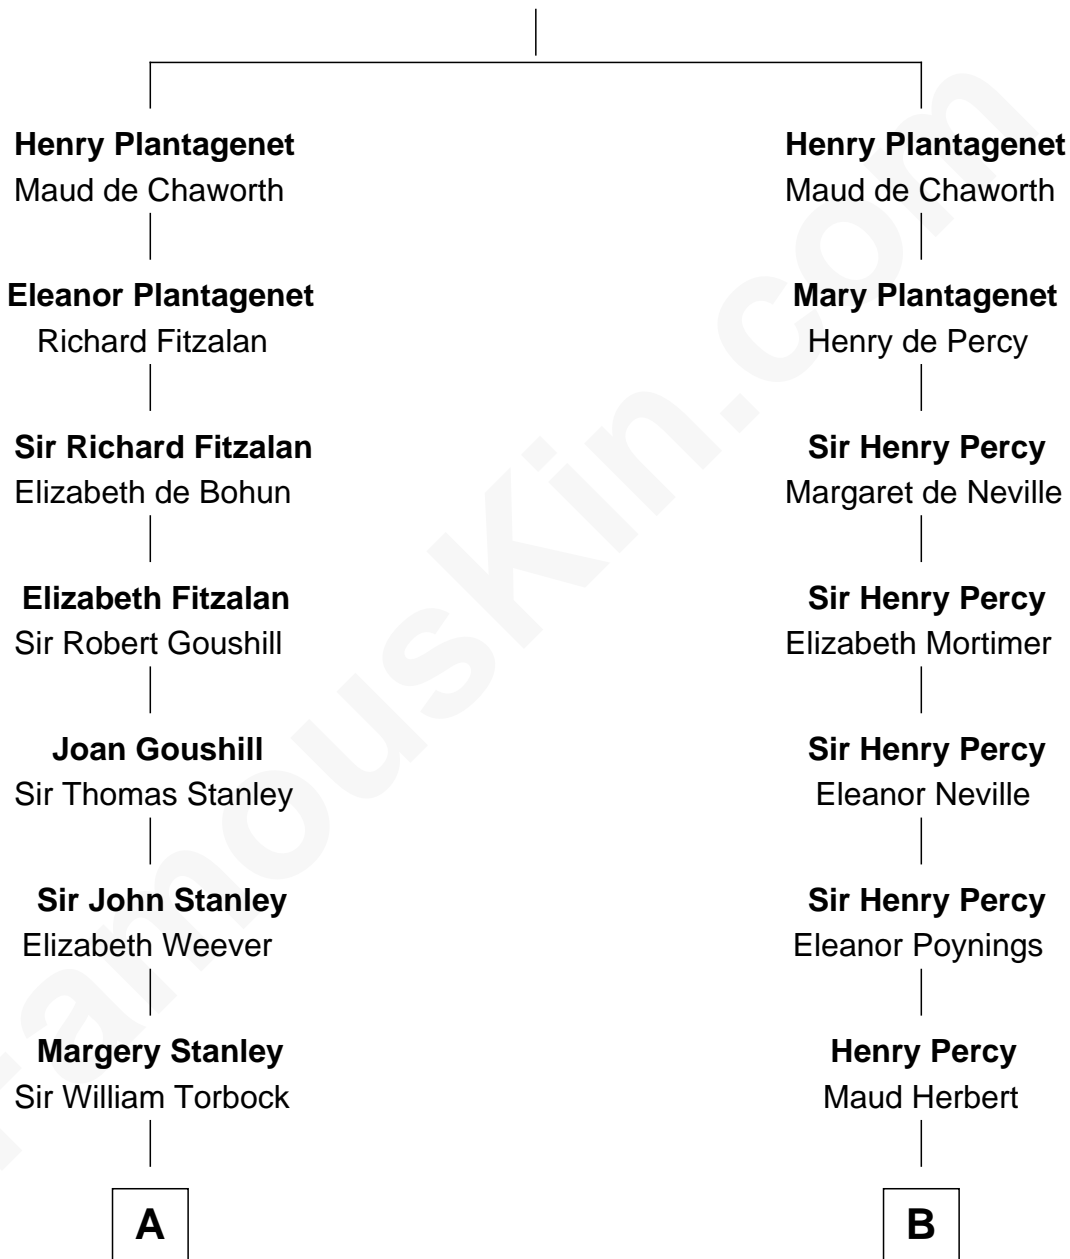 Henry Plantagenet
Maud de Chaworth
Eleanor Plantagenet
Richard Fitzalan
Sir Richard Fitzalan
Elizabeth de Bohun
Elizabeth Fitzalan
Sir Robert Goushill
Joan Goushill
Sir Thomas Stanley
Sir John Stanley
Elizabeth Weever
Margery Stanley
Sir William Torbock
A
Henry Plantagenet
Maud de Chaworth
Mary Plantagenet
Henry de Percy
Sir Henry Percy
Margaret de Neville
Sir Henry Percy
Elizabeth Mortimer
Sir Henry Percy
Eleanor Neville
Sir Henry Percy
Eleanor Poynings
Henry Percy
Maud Herbert
B
FamousKin.com